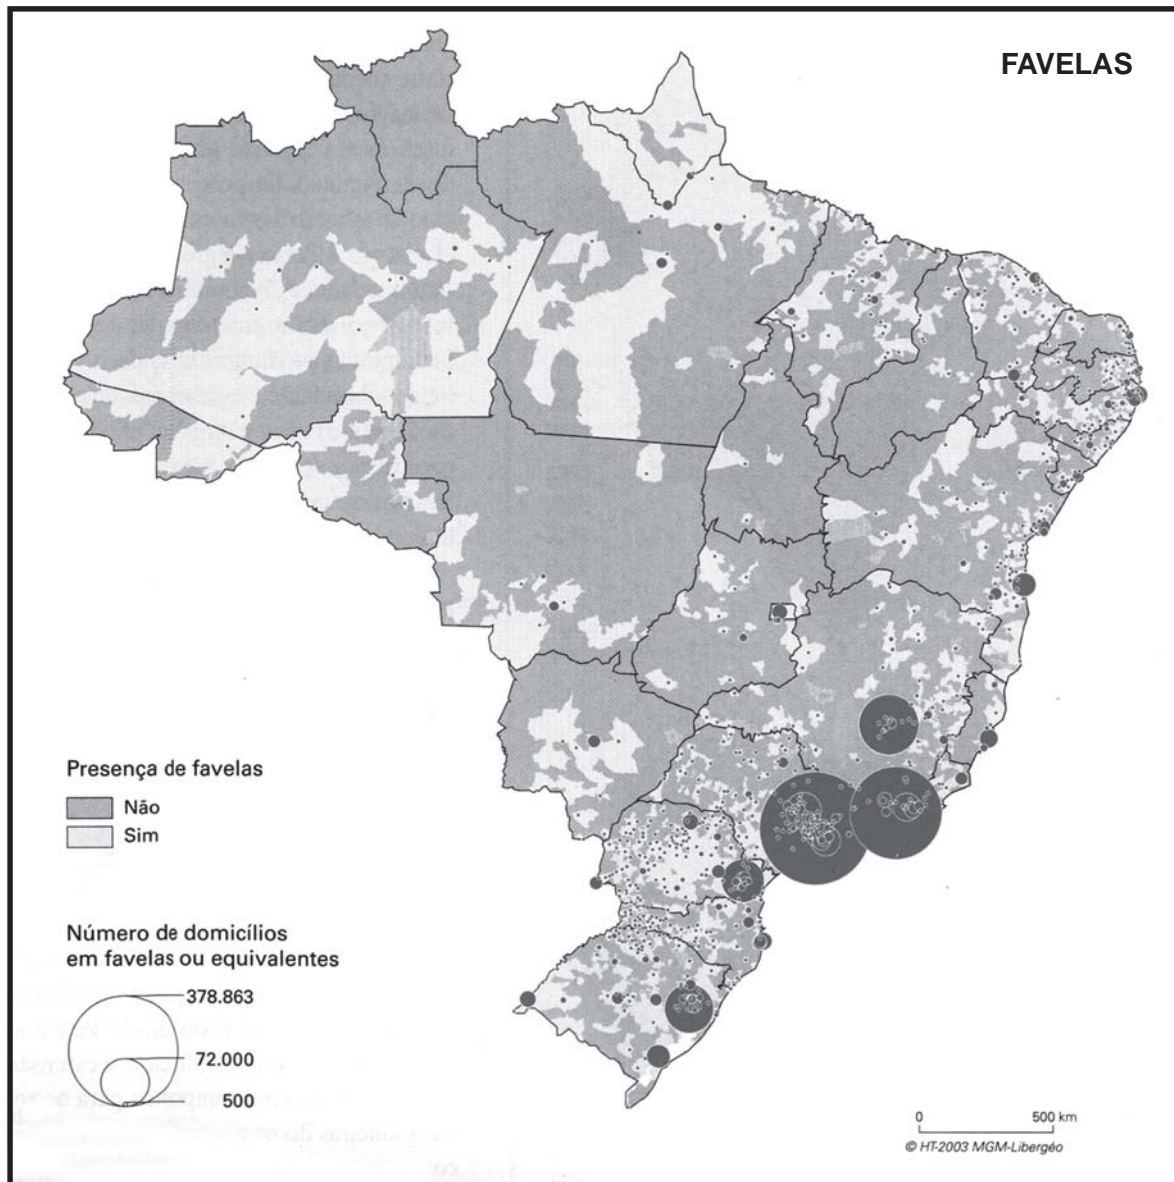 FAVELAS
Presença de favelas
Não
Sim
Número de domicílios
em favelas ou equivalentes
378.863
72.000
500
0 500 km
© HT-2003 MGM-Libergéo